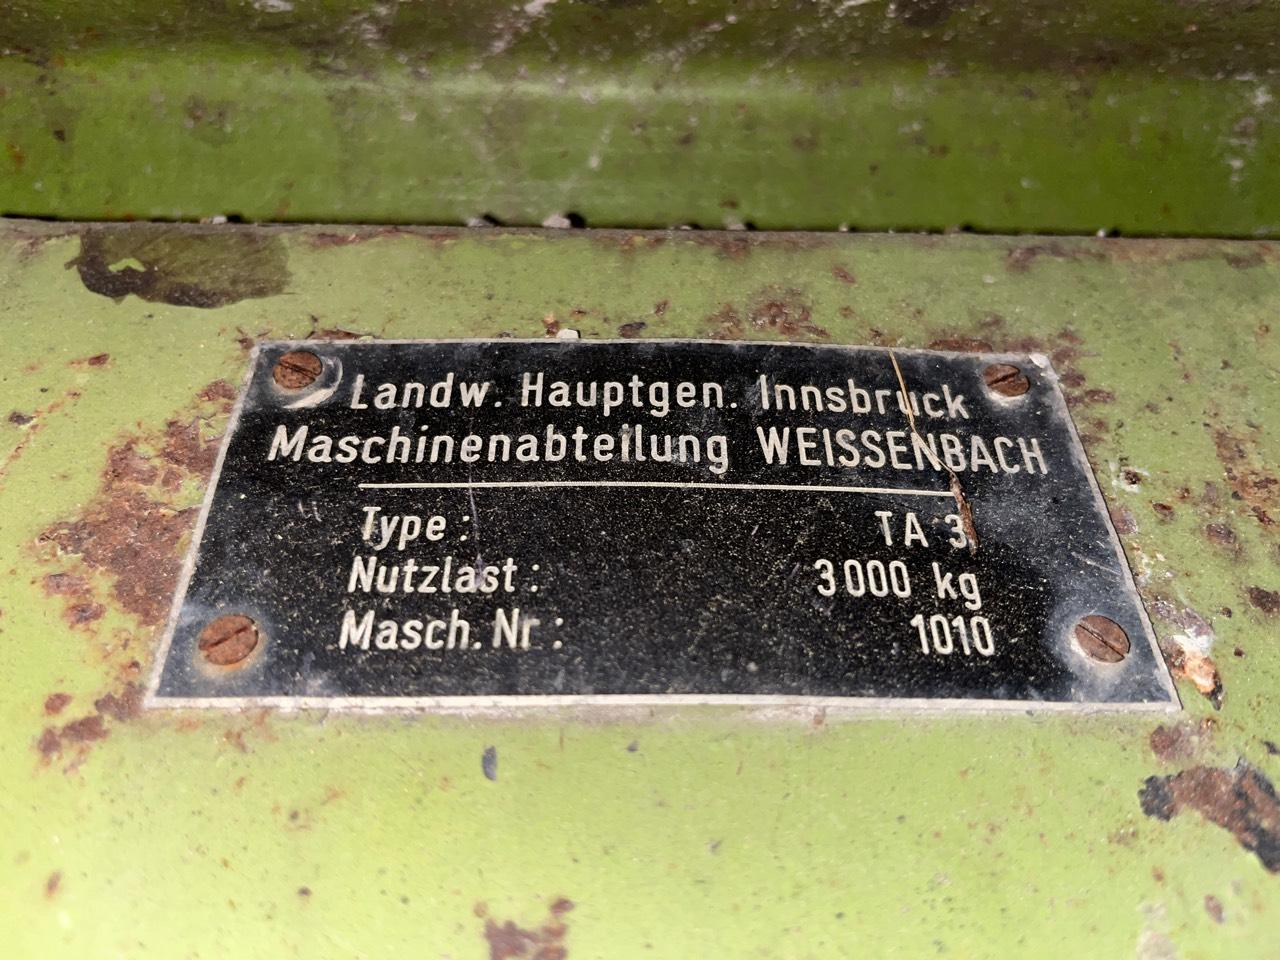 Landw. Hauptgen. Innsbruck
Maschinenabteilung WEISSENBACH
Type : TA 3
Nutzlast : 3000 kg
Masch. Nr : 1010